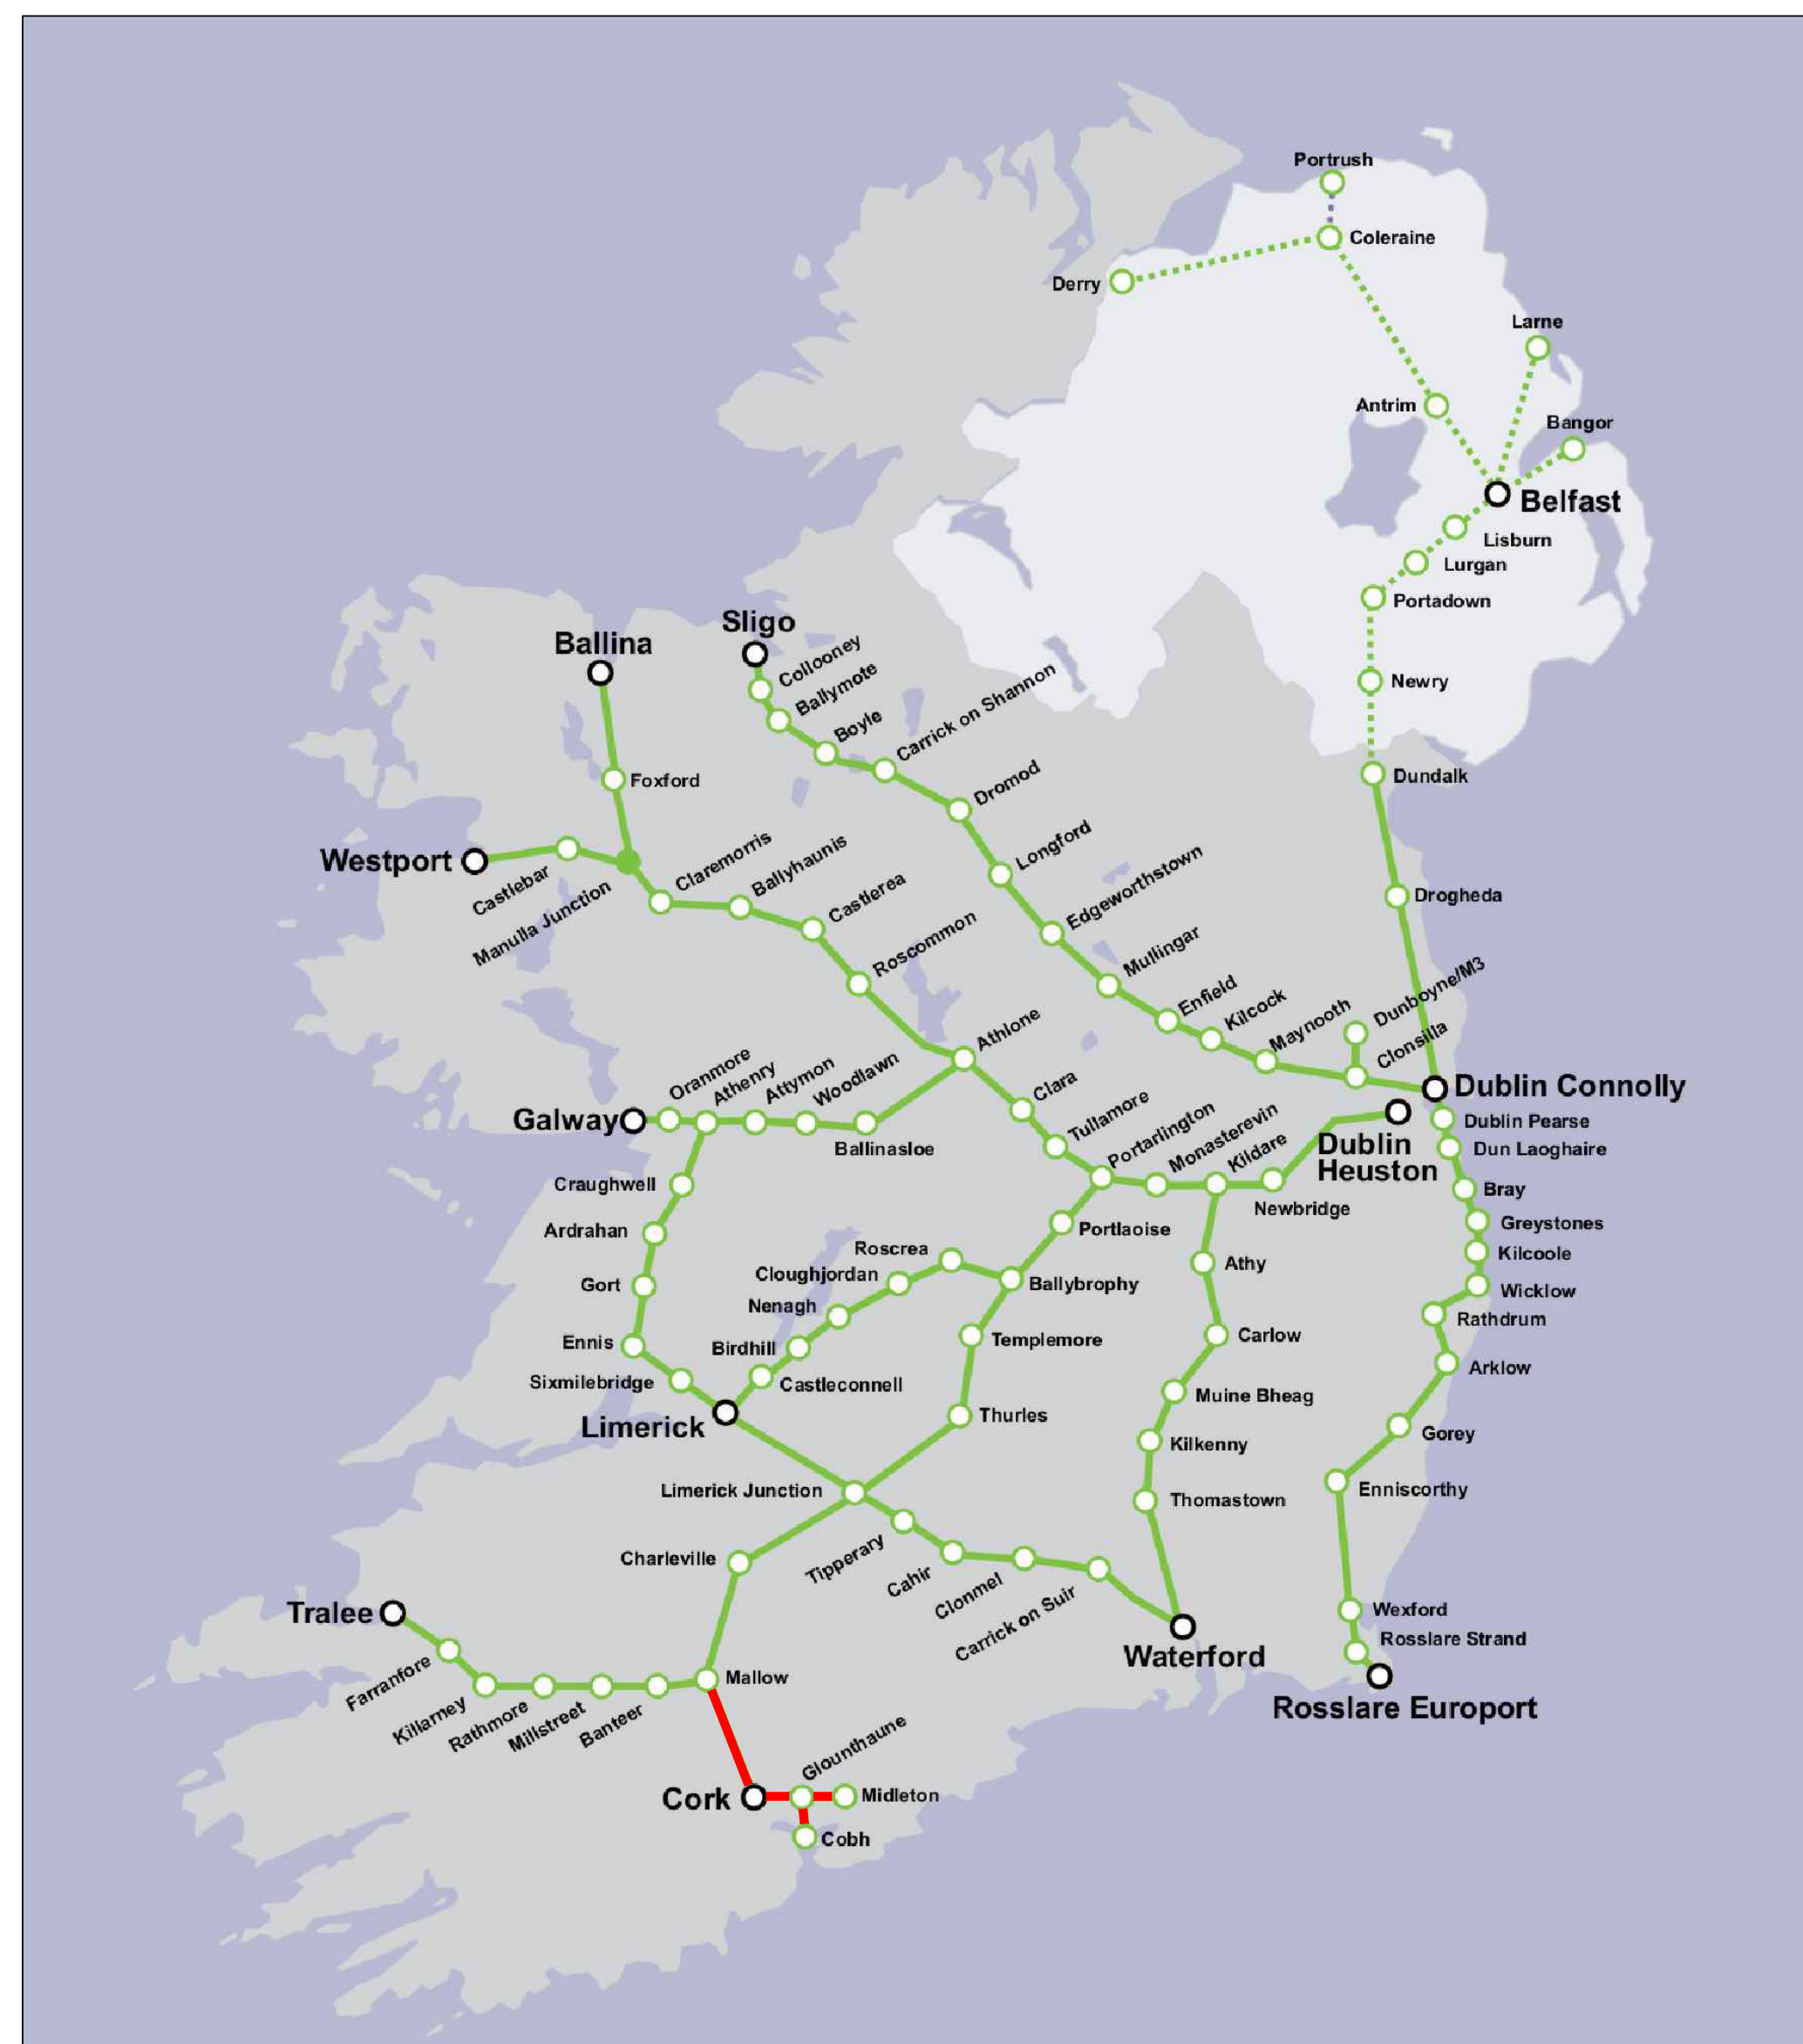 Portrush
Coleraine
Derry
Larne
Antrim
Bangor
Belfast
Lisburn
Lurgan
Portadown
Newry
Dundalk
Drogheda
Sligo
Ballina
Collooney
Ballymote
Boyle
Carrick on Shannon
Dromod
Longford
Edgeworthstown
Mullingar
Enfield
Kilcock
Maynooth
Dunboyne/M3
Clonsilla
Foxford
Westport
Castlebar
Manulla Junction
Claremorris
Ballyhaunis
Castlerea
Roscommon
Athlone
Dublin Connolly
Dublin
Heuston
Dublin Pearse
Dun Laoghaire
Bray
Greystones
Kilcoole
Wicklow
Rathdrum
Arklow
Gorey
Enniscorthy
Wexford
Rosslare Strand
Rosslare Europort
Galway
Oranmore
Athenry
Attymon
Woodlawn
Ballinasloe
Clara
Tullamore
Portarlington
Monasterevin
Kildare
Newbridge
Craughwell
Ardrahan
Gort
Ennis
Sixmilebridge
Limerick
Portlaoise
Roscrea
Cloughjordan
Nenagh
Birdhill
Castleconnell
Ballybrophy
Templemore
Thurles
Athy
Carlow
Muine Bheag
Kilkenny
Thomastown
Limerick Junction
Tipperary
Cahir
Clonmel
Carrick on Suir
Waterford
Charleville
Tralee
Farranfore
Killarney
Rathmore
Millstreet
Banteer
Mallow
Cork
Glounthaune
Midleton
Cobh